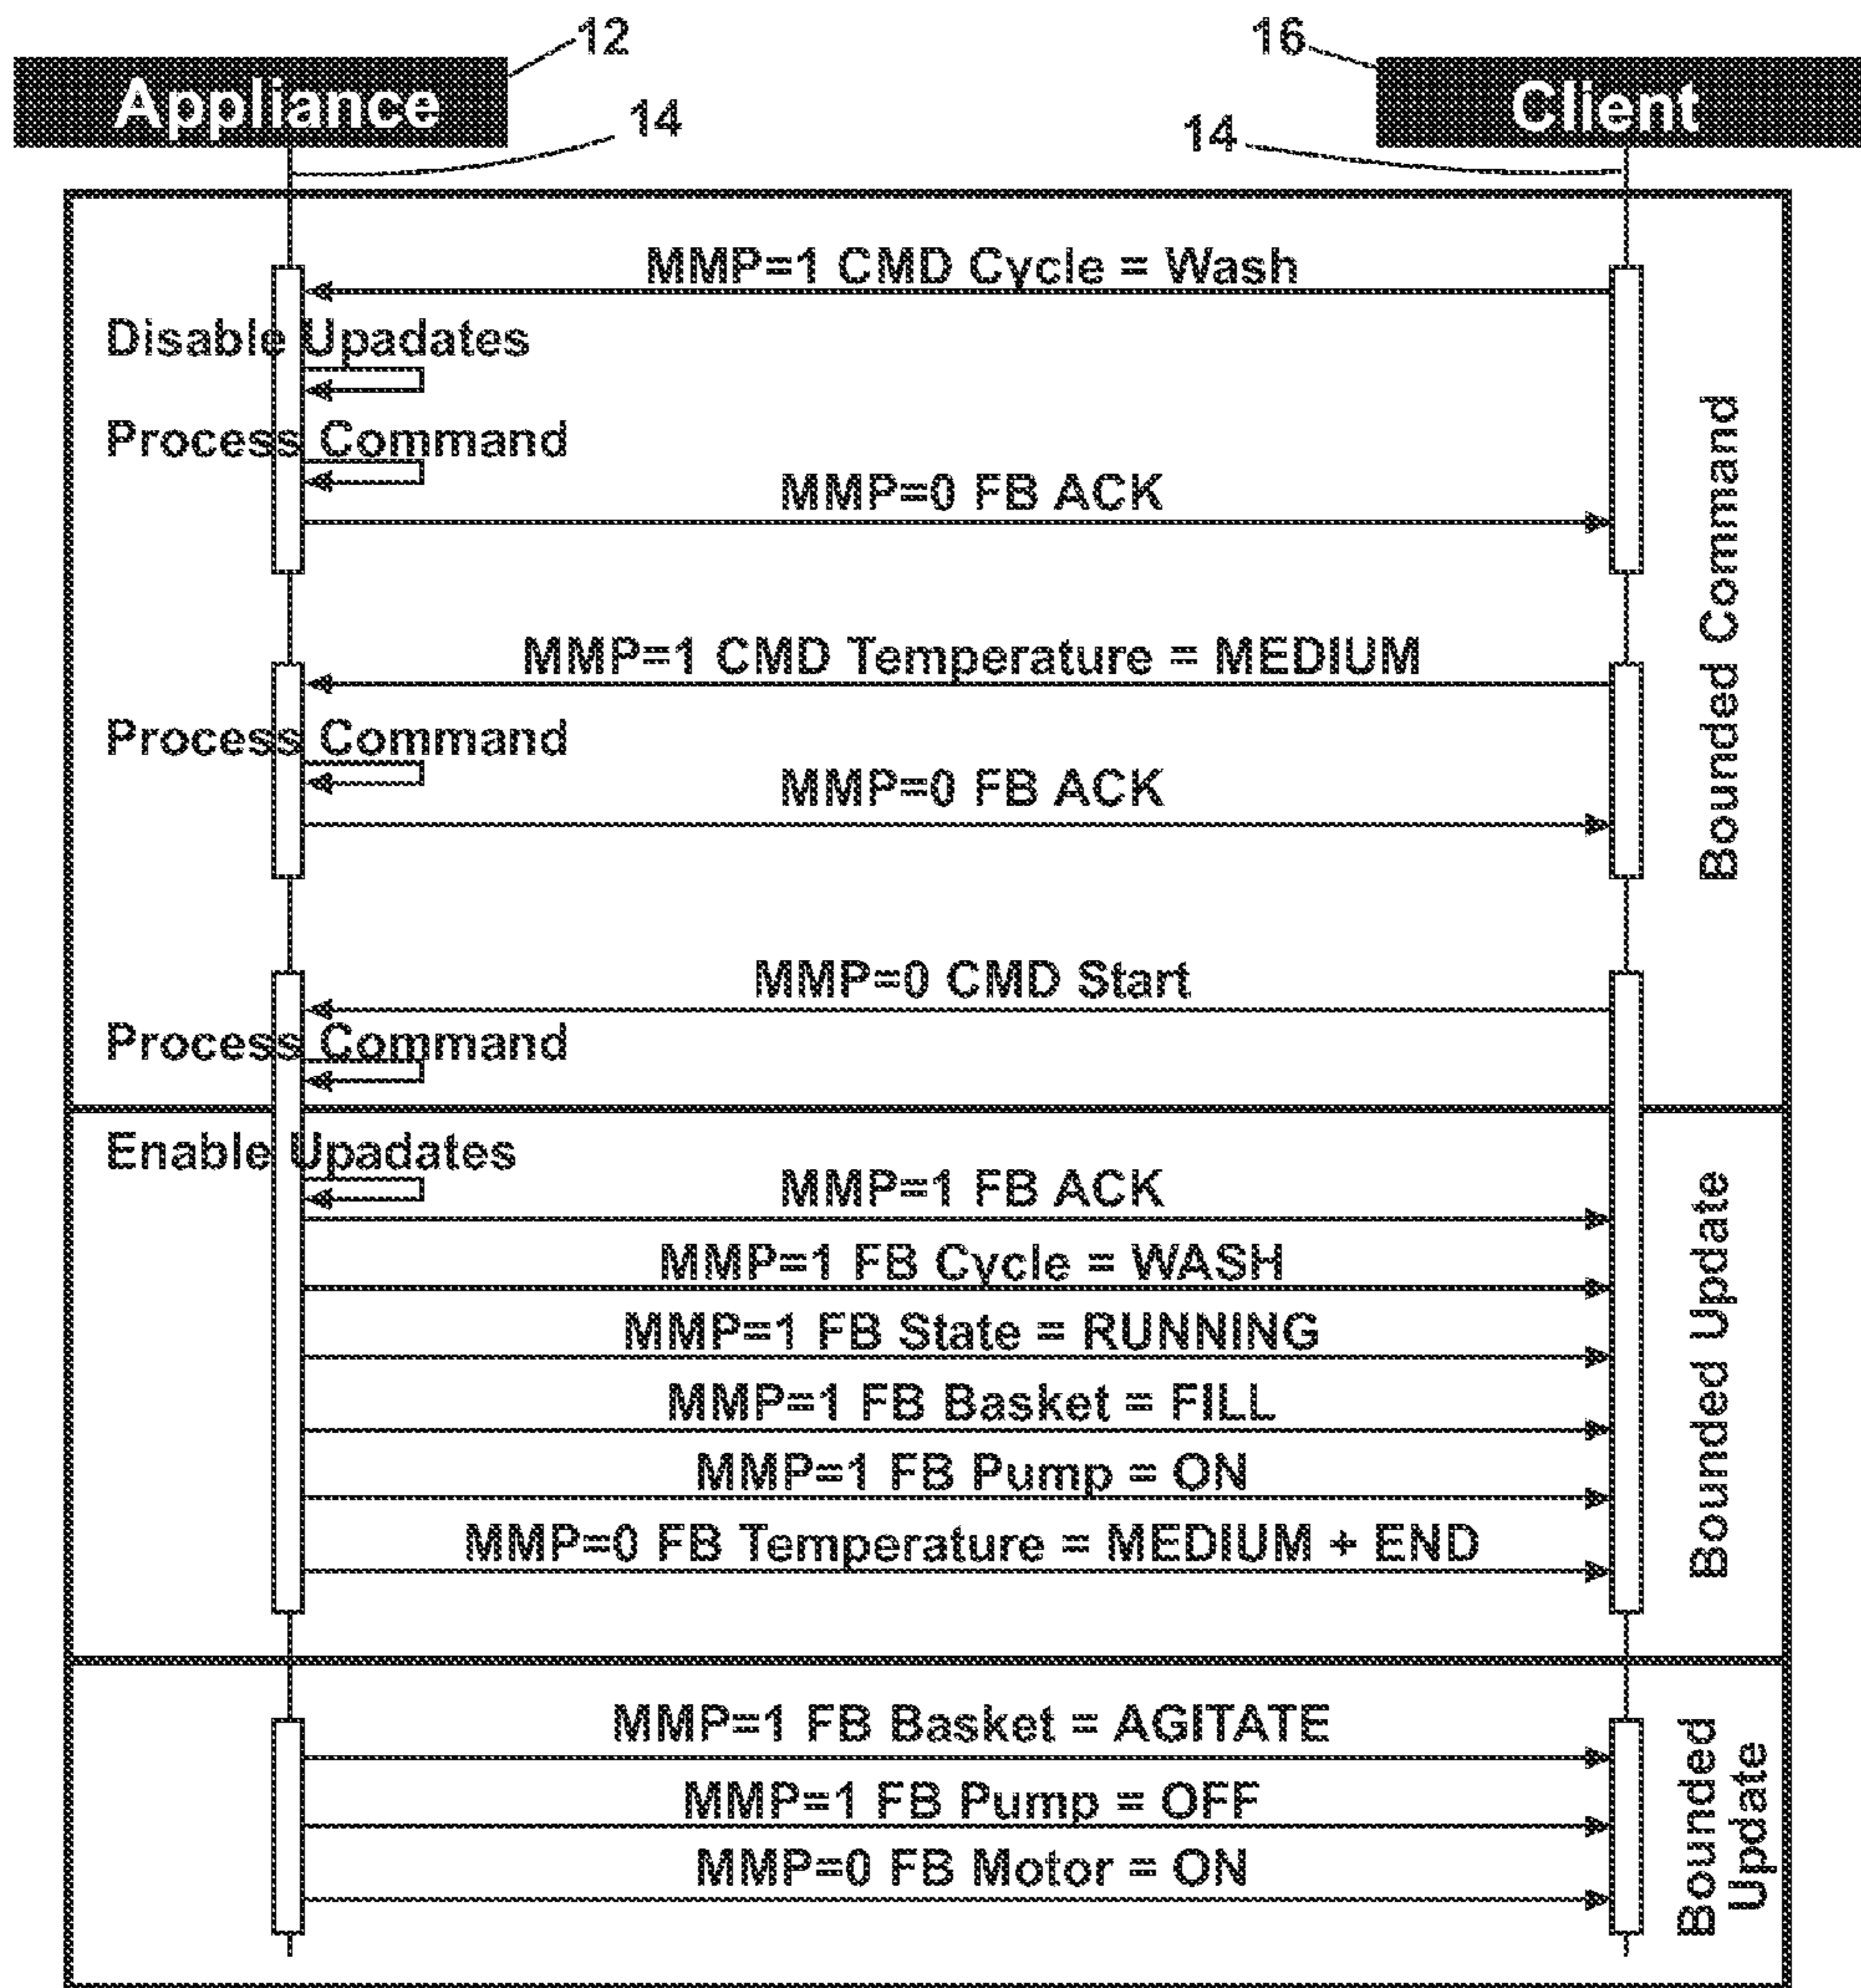 12
16
Appliance
Client
14
14
MMP=1 CMD Cycle = Wash
Disable Upadates
Process Command
MMP=0 FB ACK
MMP=1 CMD Temperature = MEDIUM
Process Command
MMP=0 FB ACK
Bounded Command
MMP=0 CMD Start
Process Command
Enable Upadates
MMP=1 FB ACK
MMP=1 FB Cycle = WASH
MMP=1 FB State = RUNNING
MMP=1 FB Basket = FILL
MMP=1 FB Pump = ON
MMP=0 FB Temperature = MEDIUM + END
Bounded Update
MMP=1 FB Basket = AGITATE
MMP=1 FB Pump = OFF
MMP=0 FB Motor = ON
Bounded
Update